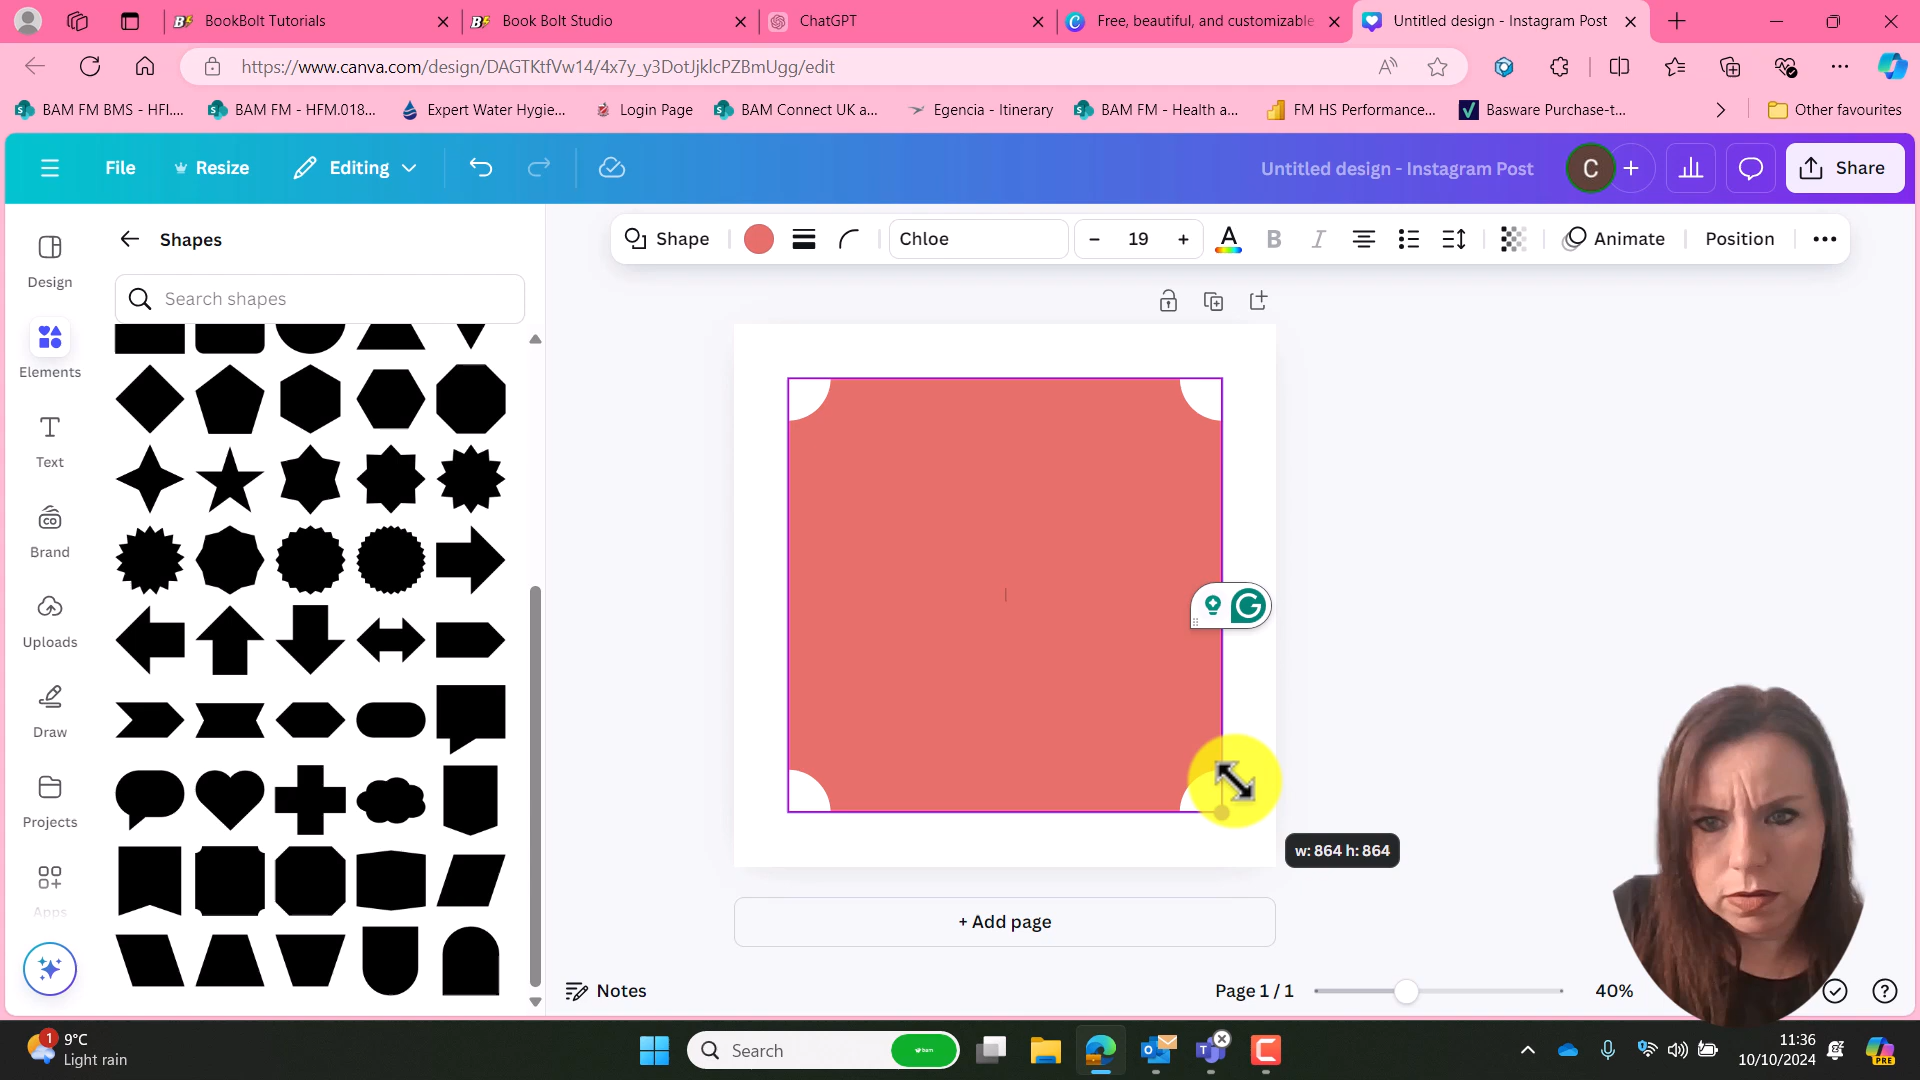 BookBolt Tutorials
Book Bolt Studio
ChatGPT
Free, beautiful, and customizable
Untitled design - Instagram Post
https://www.canva.com/design/DAGTKtfVw14/4x7y_y3DotJjklcPZBmUgg/edit
BAM FM BMS - HFI....
BAM FM - HFM.018...
Expert Water Hygie...
Login Page
BAM Connect UK a...
Egencia - Itinerary
BAM FM - Health a...
FM HS Performance...
Basware Purchase-t...
Other favourites
File
Resize
Editing
Untitled design - Instagram Post
C
Share
Design
Elements
Text
Brand
Uploads
Draw
Projects
Apps
Shapes
Search shapes
Shape
Chloe
19
A
B
I
Animate
Position
w: 864 h: 864
+ Add page
Notes
Page 1 / 1
40%
1
9°C
Light rain
Search
bam
11:36
10/10/2024
PRE